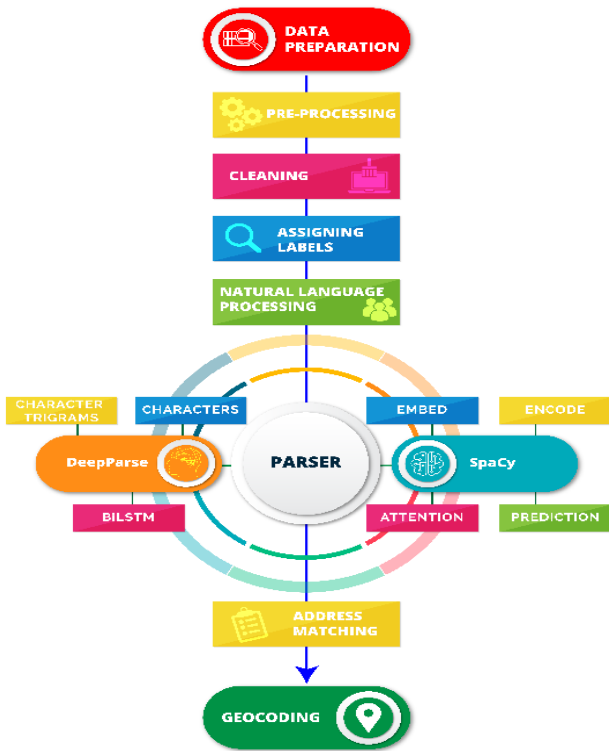 DATA
PREPARATION
PRE-PROCESSING
CLEANING
ASSIGNING
LABELS
NATURAL LANGUAGE
PROCESSING
CHARACTER
TRIGRAMS
CHARACTERS
EMBED
ENCODE
DeepParse
PARSER
SpaCy
BILSTM
ATTENTION
PREDICTION
ADDRESS
MATCHING
GEOCODING